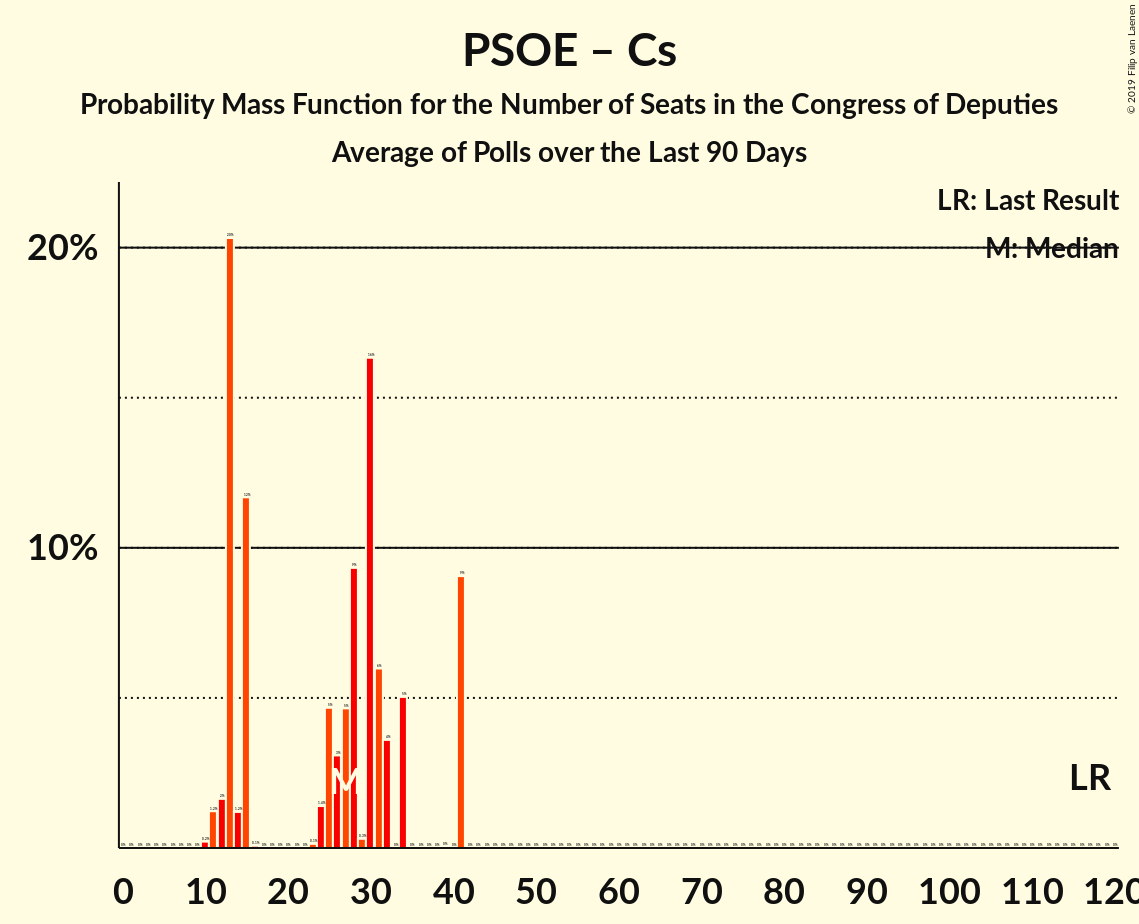 PSOE – Cs
Probability Mass Function for the Number of Seats in the Congress of Deputies
Average of Polls over the Last 90 Days
© 2019 Filip van Laenen
LR: Last Result
M: Median
20%
10%
M
LR
0 10 20 30 40 50 60 70 80 90 100 110 120